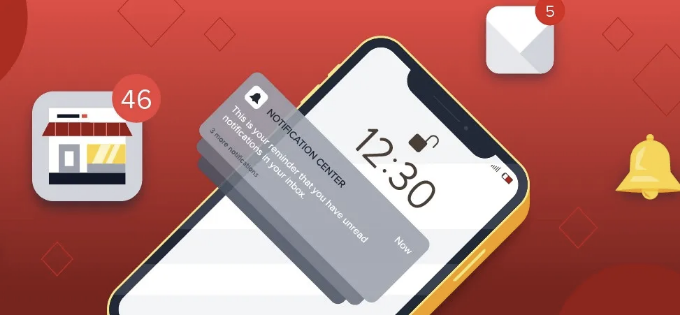 5
46
NOTIFICATION CENTER
This is your reminder that you have unread
notifications in your inbox
Now
3 more notifications
12:30